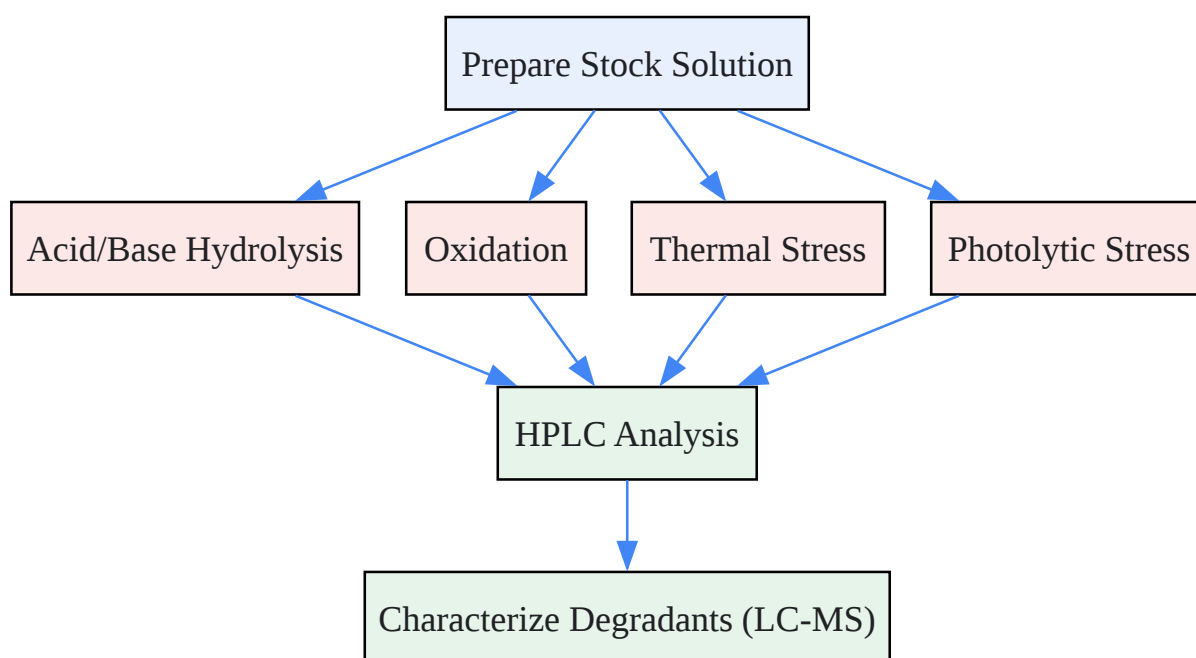 Prepare Stock Solution
Acid/Base Hydrolysis
Oxidation
Thermal Stress
Photolytic Stress
HPLC Analysis
Characterize Degradants (LC-MS)